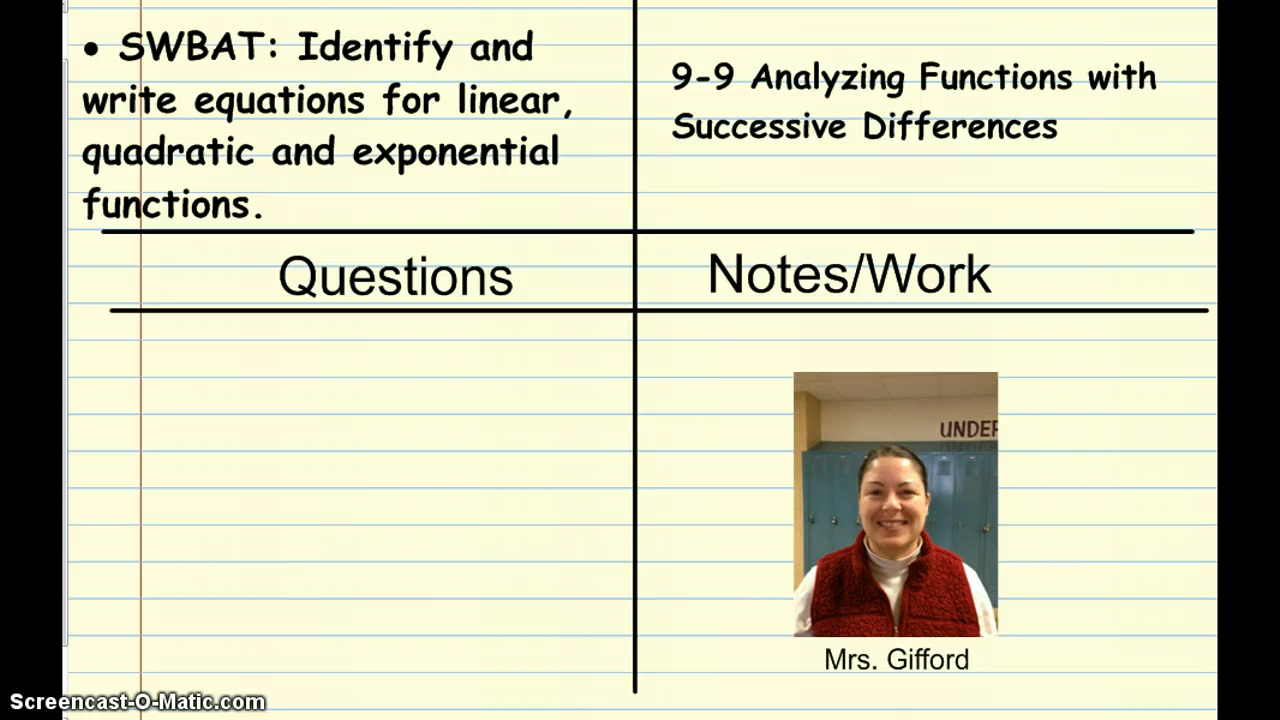 • SWBAT: Identify and
write equations for linear,
quadratic and exponential
functions.
9-9 Analyzing Functions with
Successive Differences
Questions
Notes/Work
UNDER
Mrs. Gifford
Screencast-O-Matic.com